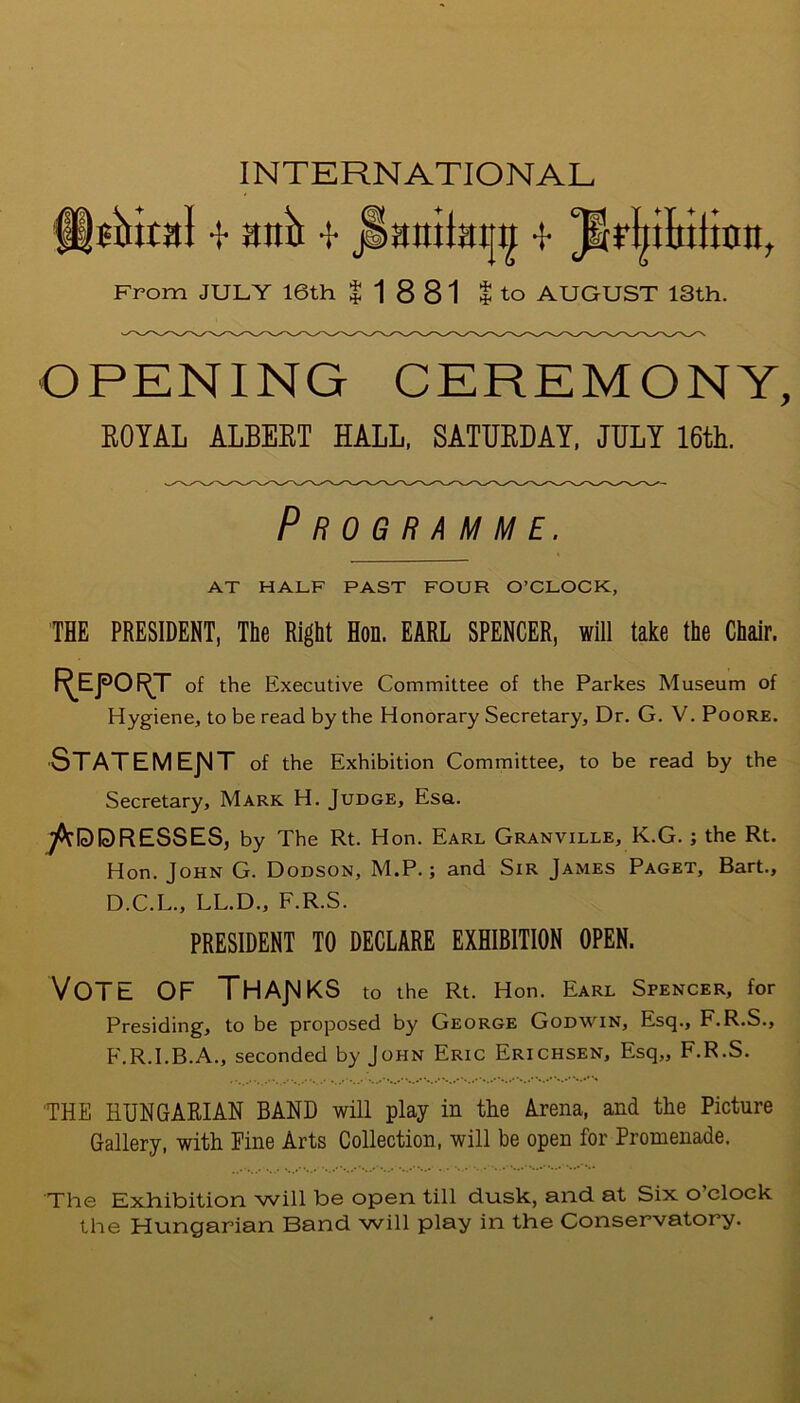 INTERNATIONAL
Medical + and + Sanitary + Exhibition,
From JULY 16th ‡ 1881 ‡ to AUGUST 13th.
OPENING CEREMONY,
ROYAL ALBERT HALL, SATURDAY, JULY 16th.
PROGRAMME.
AT HALF PAST FOUR O'CLOCK,
THE PRESIDENT, The Right Hon. EARL SPENCER, will take the Chair.
REPORT of the Executive Committee of the Parkes Museum of
Hygiene, to be read by the Honorary Secretary, Dr. G. V. POORE.
STATEMENT of the Exhibition Committee, to be read by the
Secretary, MARK H. JUDGE, ESQ.
ADDRESSES, by The Rt. Hon. EARL GRANVILLE, K.G. ; the Rt.
Hon. JOHN G. DODSON, M.P. ; and SIR JAMES PAGET, Bart.,
D.C.L., LL.D., F.R.S.
PRESIDENT TO DECLARE EXHIBITION OPEN.
VOTE OF THANKS to the Rt. Hon. EARL SPENCER, for
Presiding, to be proposed by GEORGE GODWIN, Esq., F.R.S.,
F.R.I.B.A., seconded by JOHN ERIC ERICHSEN, Esq,, F.R.S.
THE HUNGARIAN BAND will play in the Arena, and the Picture
Gallery, with Fine Arts Collection, will be open for Promenade.
The Exhibition will be open till dusk, and at Six o'clock
the Hungarian Band will play in the Conservatory.